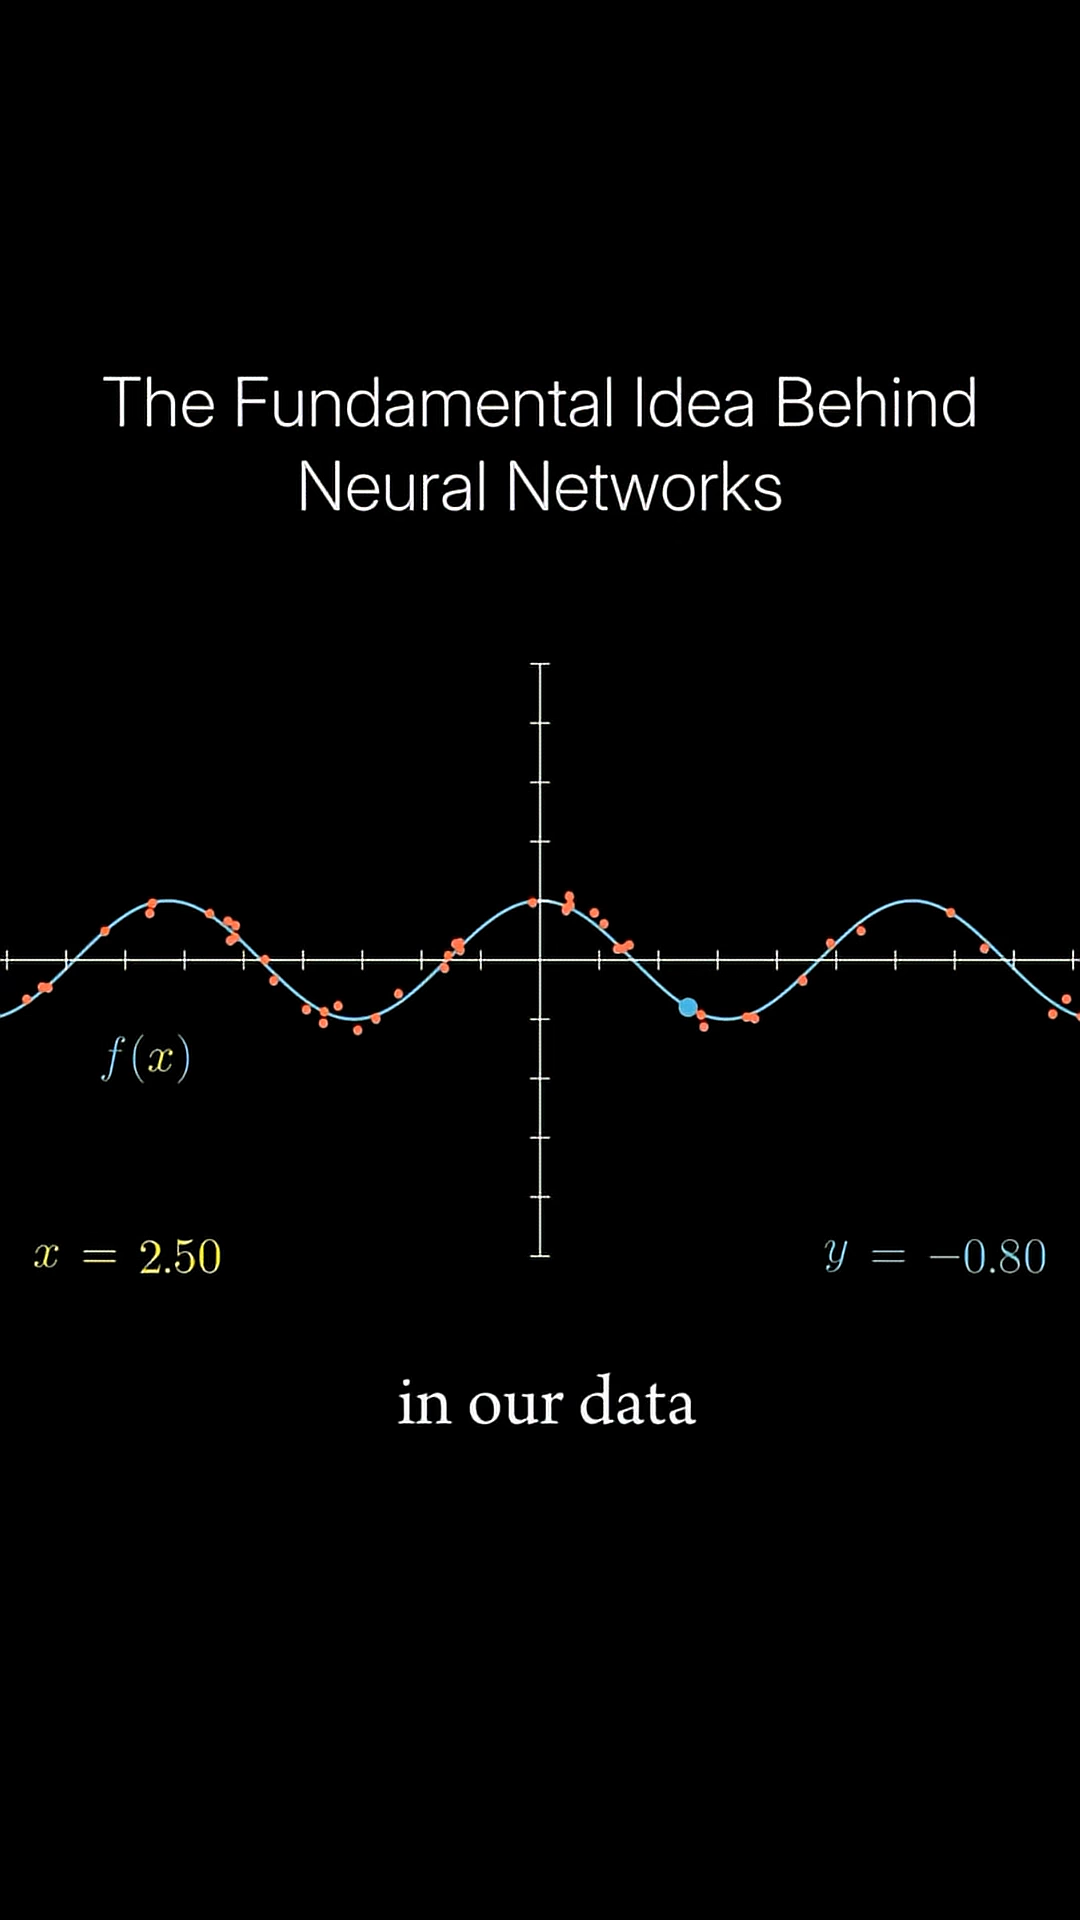 The Fundamental Idea Behind
Neural Networks
f(x)
x = 2.50
y = −0.80
in our data